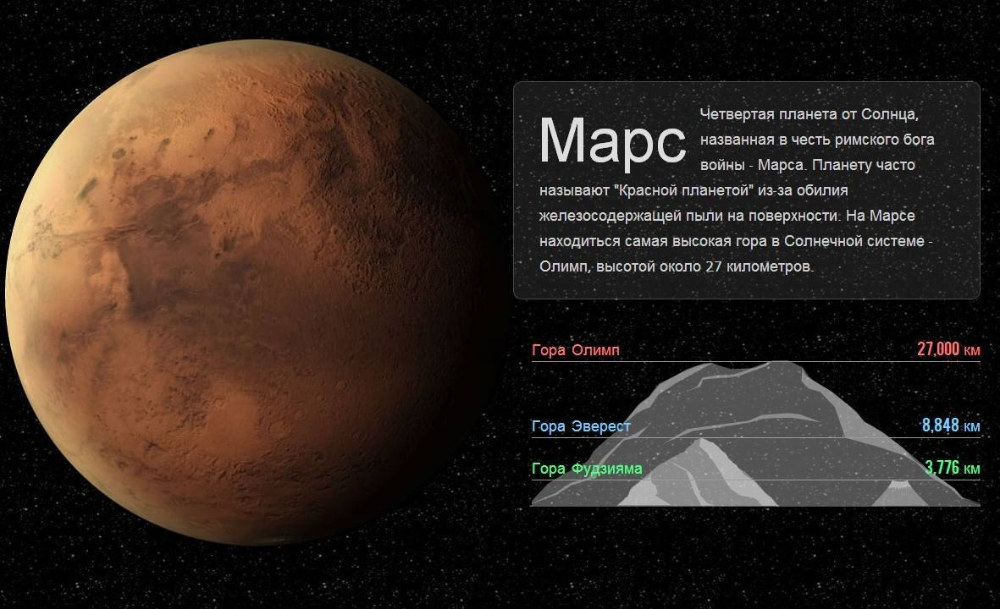 Марс
Четвертая планета от Солнца,
названная в честь римского бога
войны - Марса. Планету часто
называют "Красной планетой" из-за обилия
железосодержащей пыли на поверхности. На Марсе
находиться самая высокая гора в Солнечной системе -
Олимп, высотой около 27 километров.
Гора Олимп 27,000 км
Гора Эверест 8,848 км
Гора Фудзияма 3,776 км